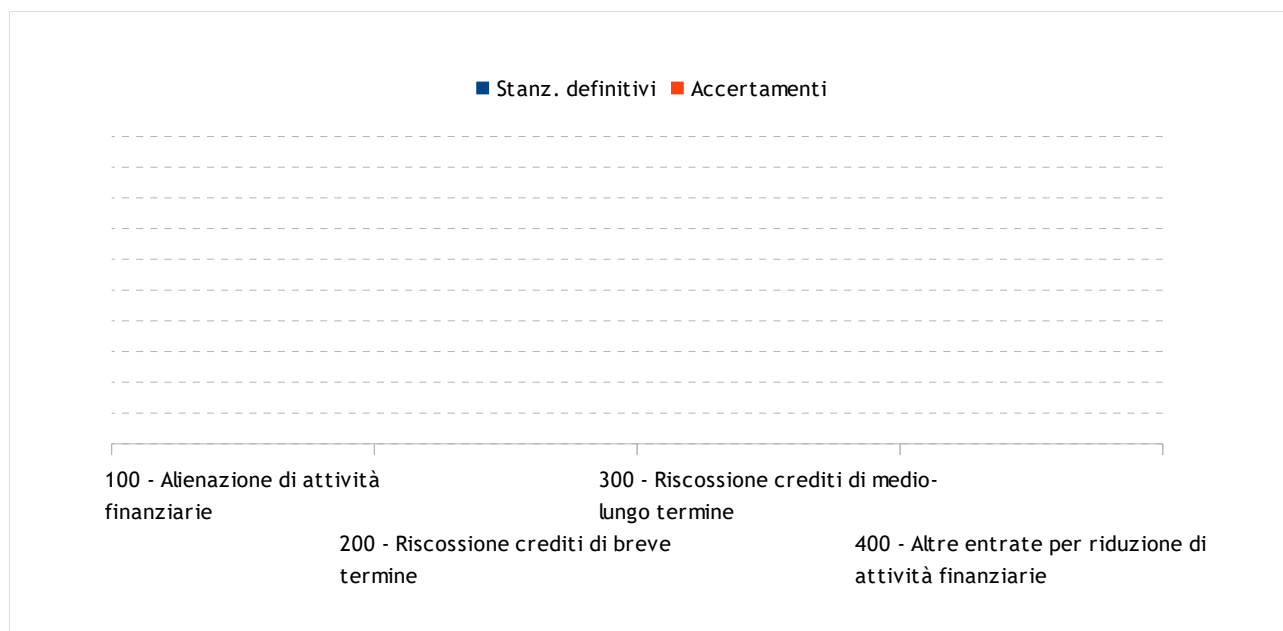 Stanz. definitivi Accertamenti
100 - Alienazione di attività
finanziarie
200 - Riscossione crediti di breve
termine
300 - Riscossione crediti di medio-
lungo termine
400 - Altre entrate per riduzione di
attività finanziarie